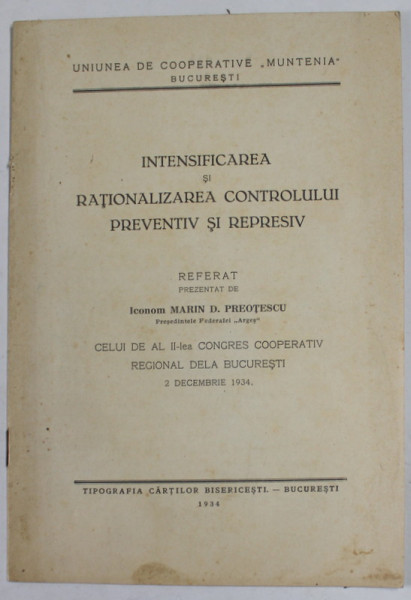 UNIUNEA DE COOPERATIVE „MUNTENIA"
BUCUREȘTI
INTENSIFICAREA
ȘI
RAȚIONALIZAREA CONTROLULUI
PREVENTIV ȘI REPRESIV
REFERAT
PREZENTAT DE
Iconom MARIN D. PREOȚESCU
Președintele Federalei „Argeș"
CELUI DE AL II-lea CONGRES COOPERATIV
REGIONAL DELA BUCUREȘTI
2 DECEMBRIE 1934.
TIPOGRAFIA CĂRȚILOR BISERICEȘTI. — BUCUREȘTI
1934